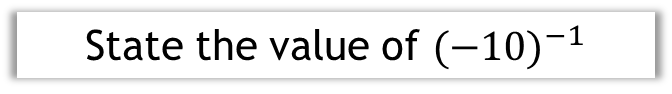 State the value of (−10)⁻¹